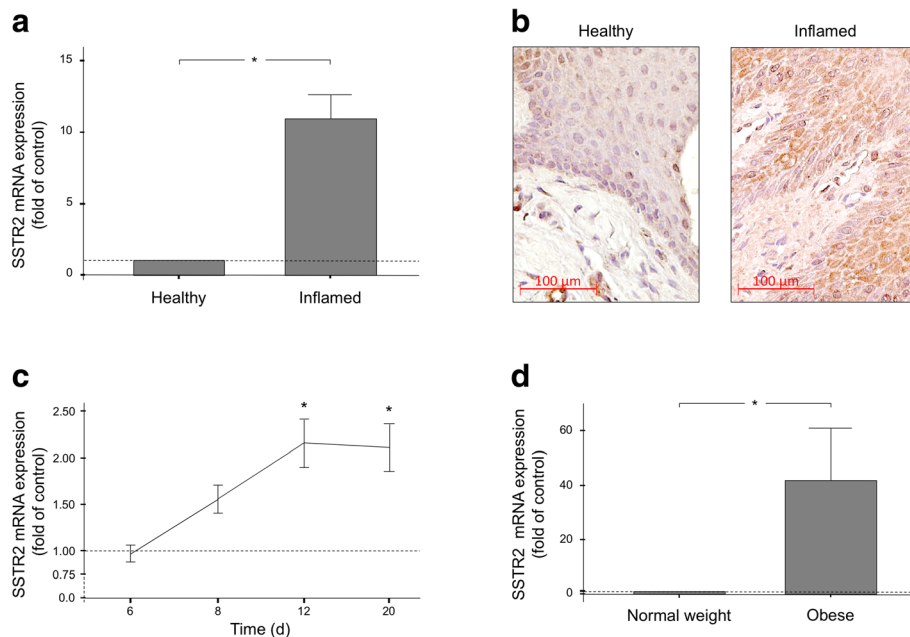 a
SSTR2 mRNA expression
(fold of control)
15
10
5
0
*
Healthy
Inflamed
b
Healthy
Inflamed
100 µm
100 µm
c
SSTR2 mRNA expression
(fold of control)
2.50
2.00
1.50
1.00
0.75
0.0
*
*
6
8
12
20
Time (d)
d
SSTR2 mRNA expression
(fold of control)
60
40
20
0
*
Normal weight
Obese